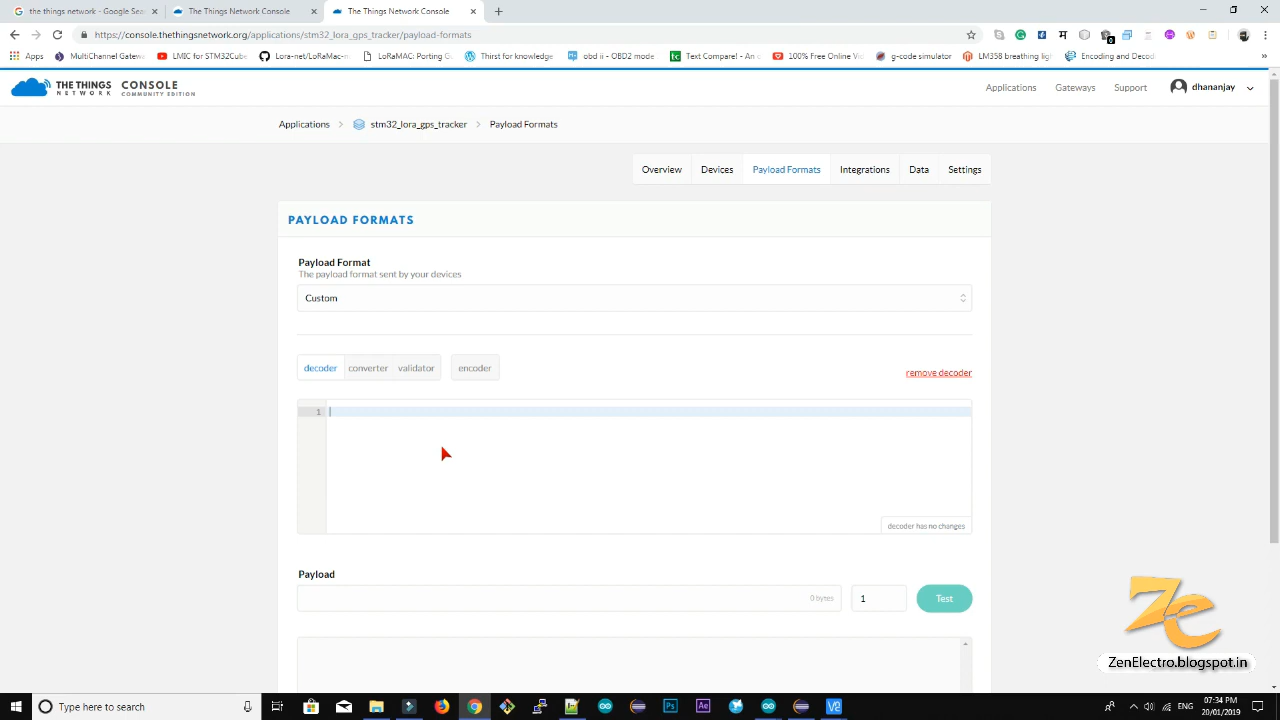 the things network - Google Sea
The Things Network Console
The Things Network Console
https://console.thethingsnetwork.org/applications/stm32_lora_gps_tracker/payload-formats
Apps
MultiChannel Gatewa
LMIC for STM32Cube
Lora-net/LoRaMac-n
LoRaMAC: Porting G
Thirst for knowledge
obd ii - OBD2 mode
Text Compare! - An o
100% Free Online Vi
g-code simulator
LM358 breathing ligh
Encoding and Decod
THE THINGS
NETWORK
CONSOLE
COMMUNITY EDITION
Applications
Gateways
Support
dhananjay
Applications
stm32_lora_gps_tracker
Payload Formats
Overview
Devices
Payload Formats
Integrations
Data
Settings
PAYLOAD FORMATS
Payload Format
The payload format sent by your devices
Custom
decoder
converter
validator
encoder
remove decoder
1
decoder has no changes
Payload
0 bytes
1
Test
Ze
ZenElectro.blogspot.in
Type here to search
ENG
07:34 PM
20/01/2019